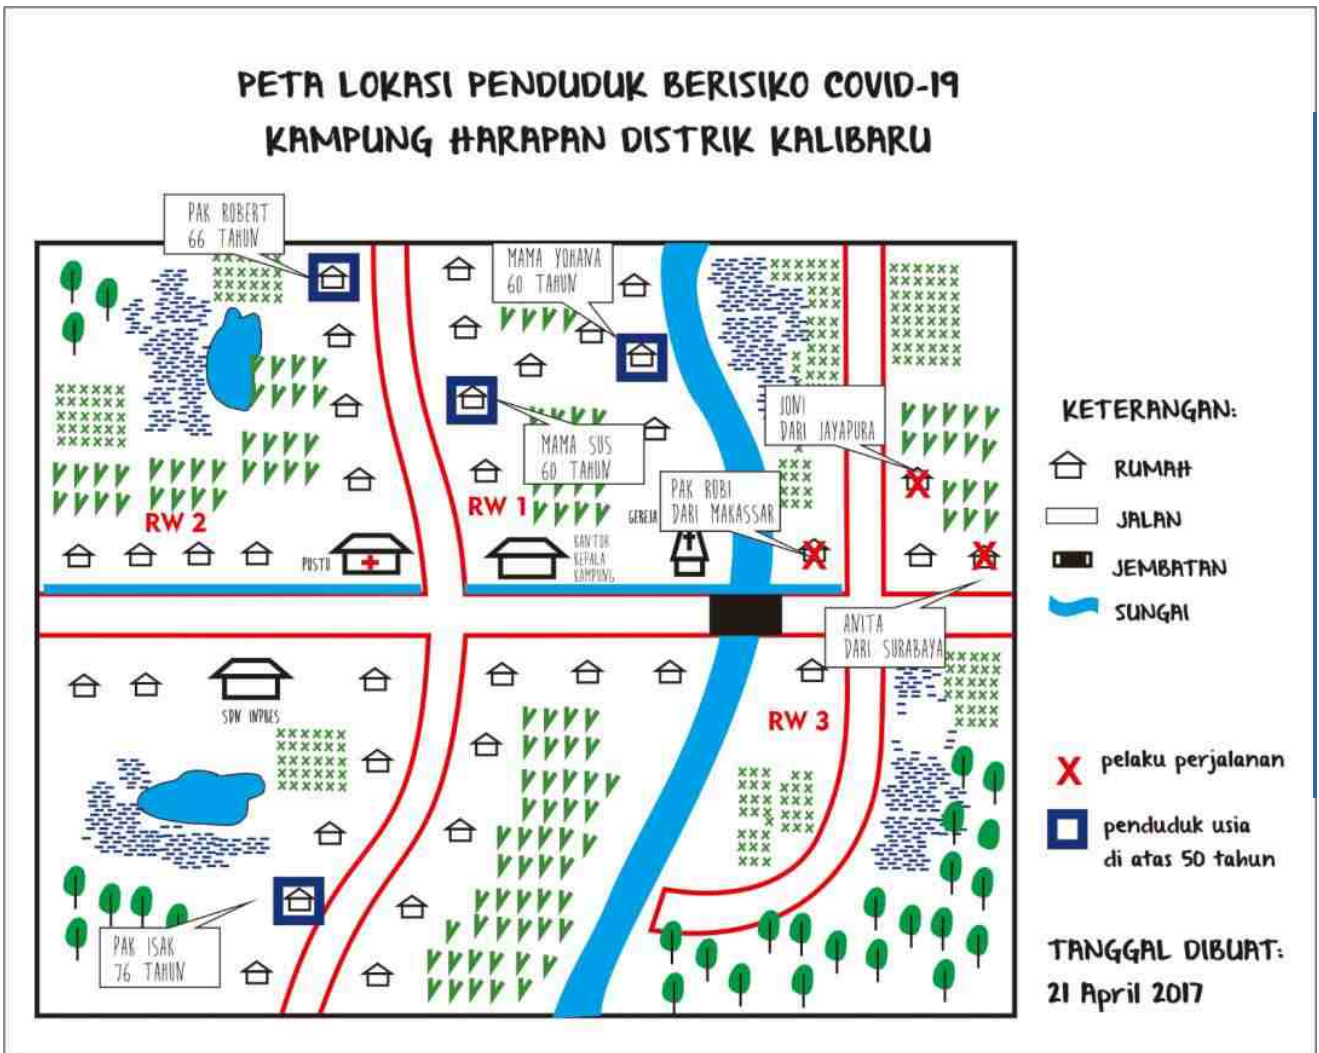 PETA LOKASI PENDUDUK BERISIKO COVID-19
KAMPUNG HARAPAN DISTRIK KALIBARU
PAK ROBERT
66 TAHUN
MAMA YOHANA
60 TAHUN
JONI
DARI JAYAPURA
MAMA SUS
60 TAHUN
PAK ROBI
DARI MAKASSAR
RW 2
RW 1
GEREJA
PUSTU
KANTOR
KEPALA
KAMPUNG
ANITA
DARI SURABAYA
SDN INPRES
RW 3
PAK ISAK
76 TAHUN
KETERANGAN:
RUMAH
JALAN
JEMBATAN
SUNGAI
X pelaku perjalanan
penduduk usia
di atas 50 tahun
TANGGAL DIBUAT:
21 April 2017